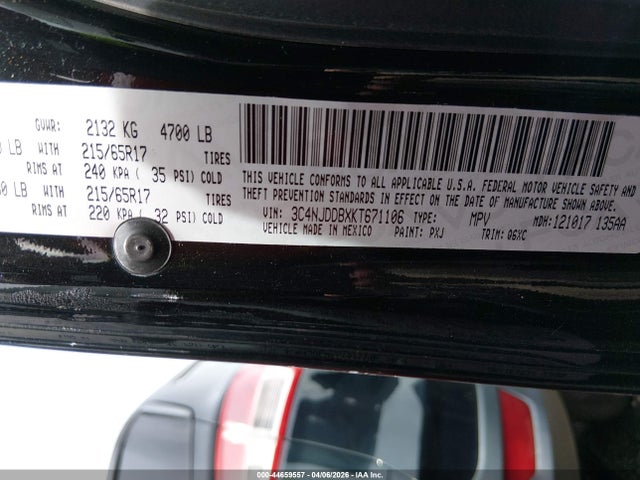 GVWR: 2132 KG 4700 LB
LB WITH 215/65R17 TIRES
RIMS AT 240 KPA ( 35 PSI) COLD
LB WITH 215/65R17 TIRES
RIMS AT 220 KPA ( 32 PSI) COLD
THIS VEHICLE CONFORMS TO ALL APPLICABLE U.S.A. FEDERAL MOTOR VEHICLE SAFETY AND
THEFT PREVENTION STANDARDS IN EFFECT ON THE DATE OF MANUFACTURE SHOWN ABOVE.
VIN: 3C4NJDDBXKT671106 TYPE: MPV MDH:121017 135AA
VEHICLE MADE IN MEXICO PAINT: PXJ TRIM: 06XC
000-44659557 - 04/06/2026 - IAA Inc.